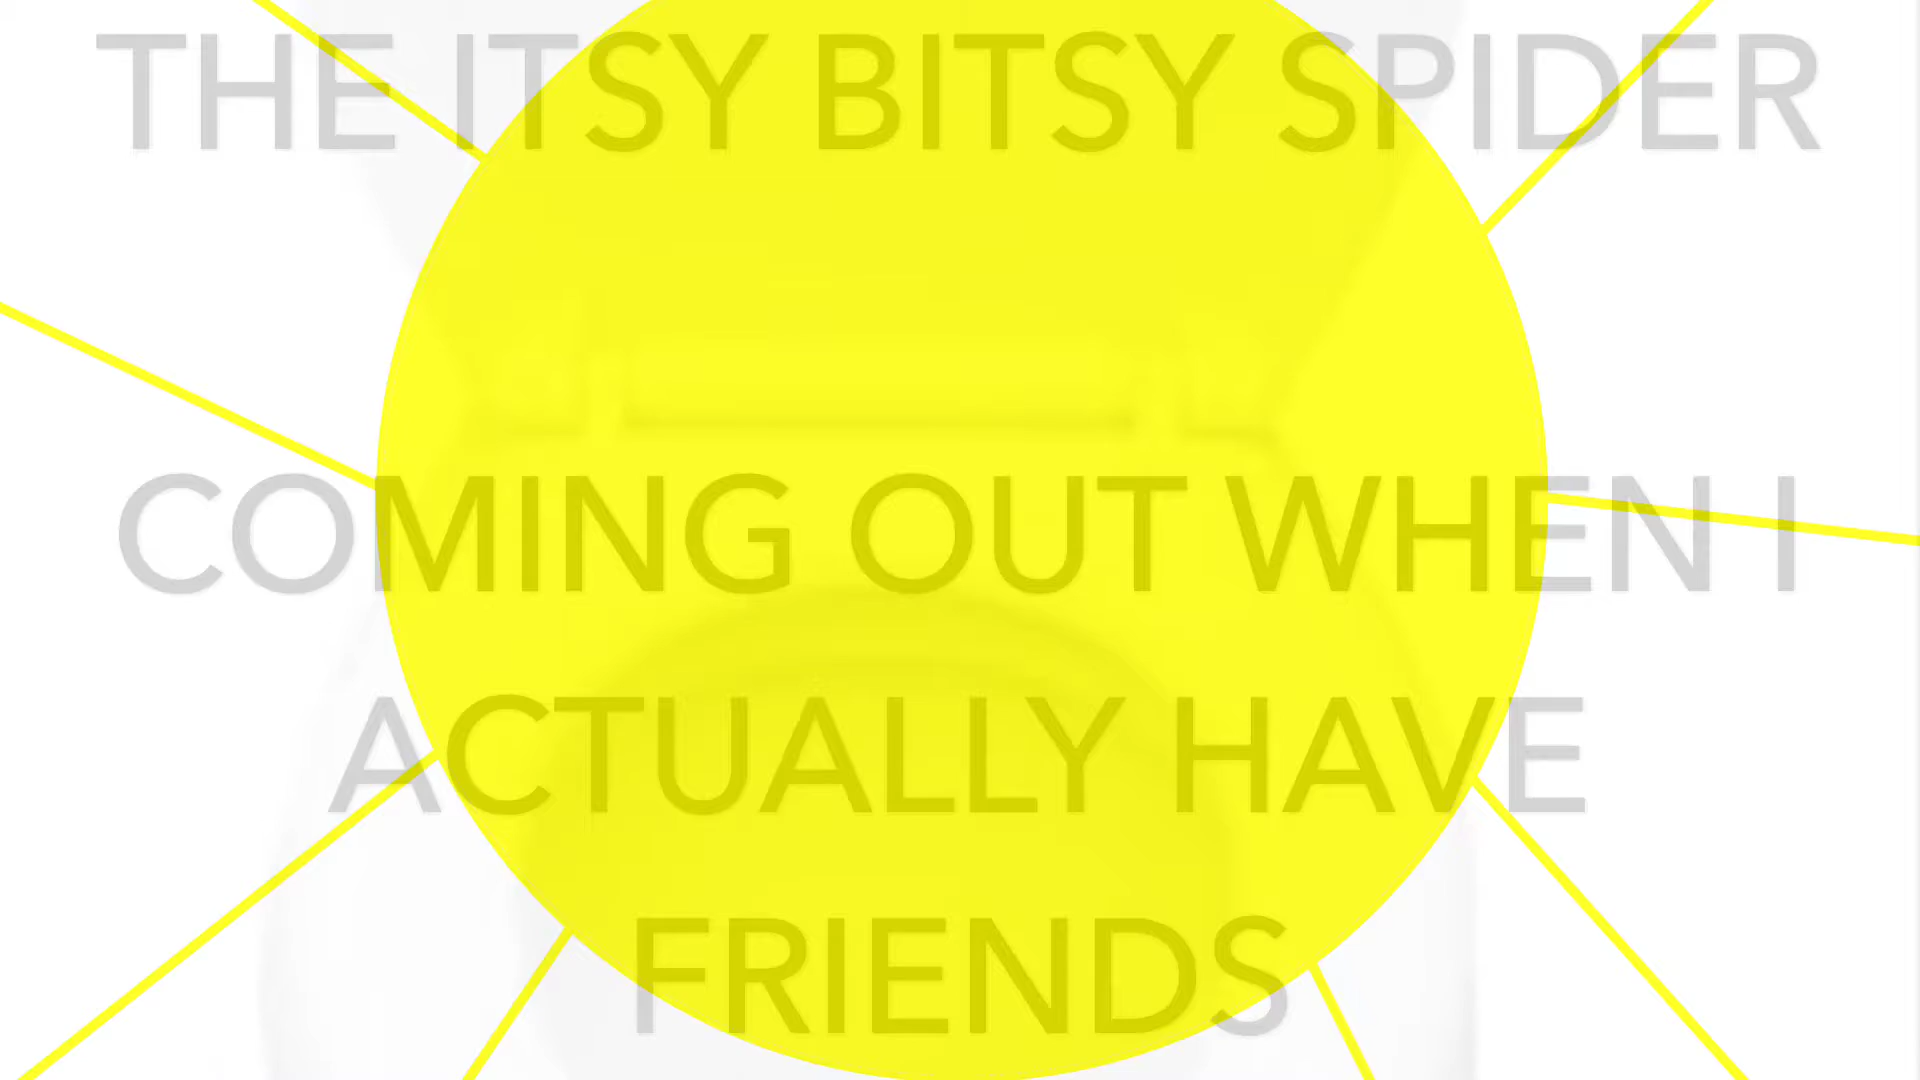 THE ITSY BITSY SPIDER
COMING OUT WHEN I
ACTUALLY HAVE
FRIENDS